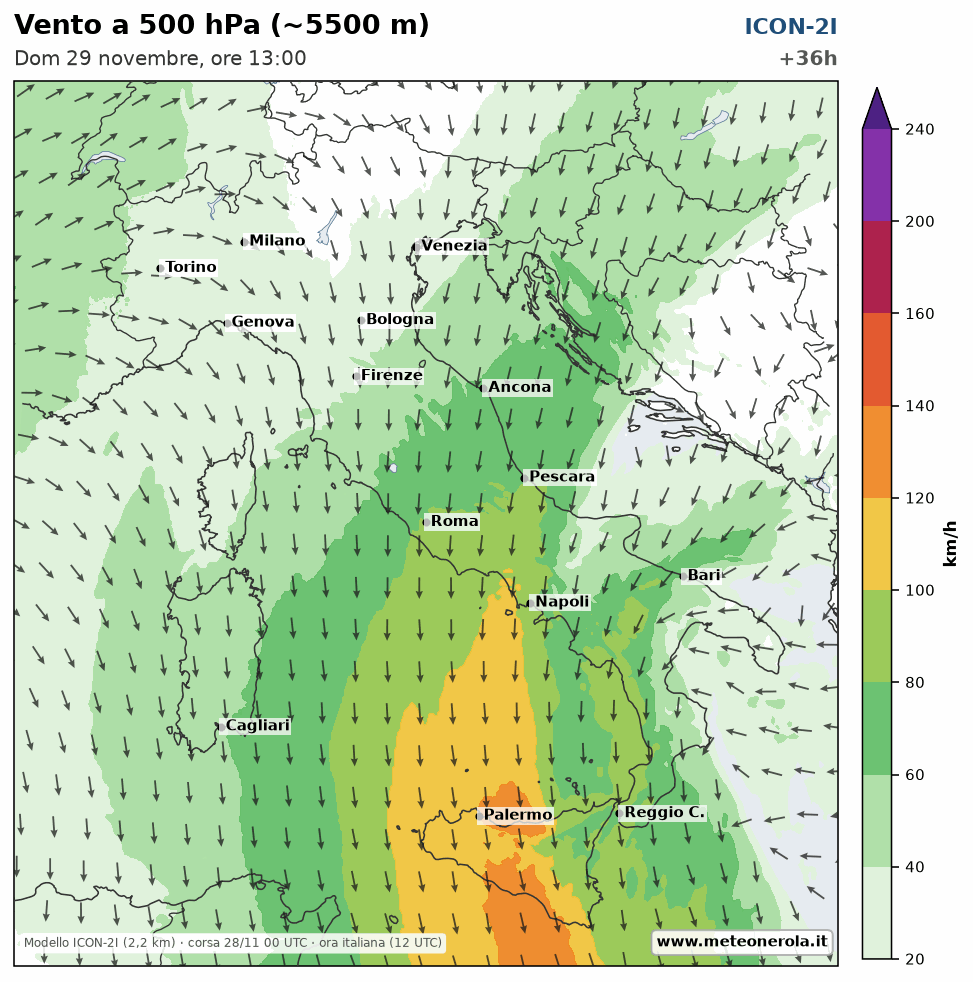 Vento a 500 hPa (~5500 m)
ICON-2I
Dom 29 novembre, ore 13:00
+36h
Milano
Venezia
Torino
Genova
Bologna
Firenze
Ancona
Pescara
Roma
Bari
Napoli
Cagliari
Palermo
Reggio C.
240
200
160
140
120
100
80
60
40
20
km/h
Modello ICON-2I (2,2 km) · corsa 28/11 00 UTC · ora italiana (12 UTC)
www.meteonerola.it